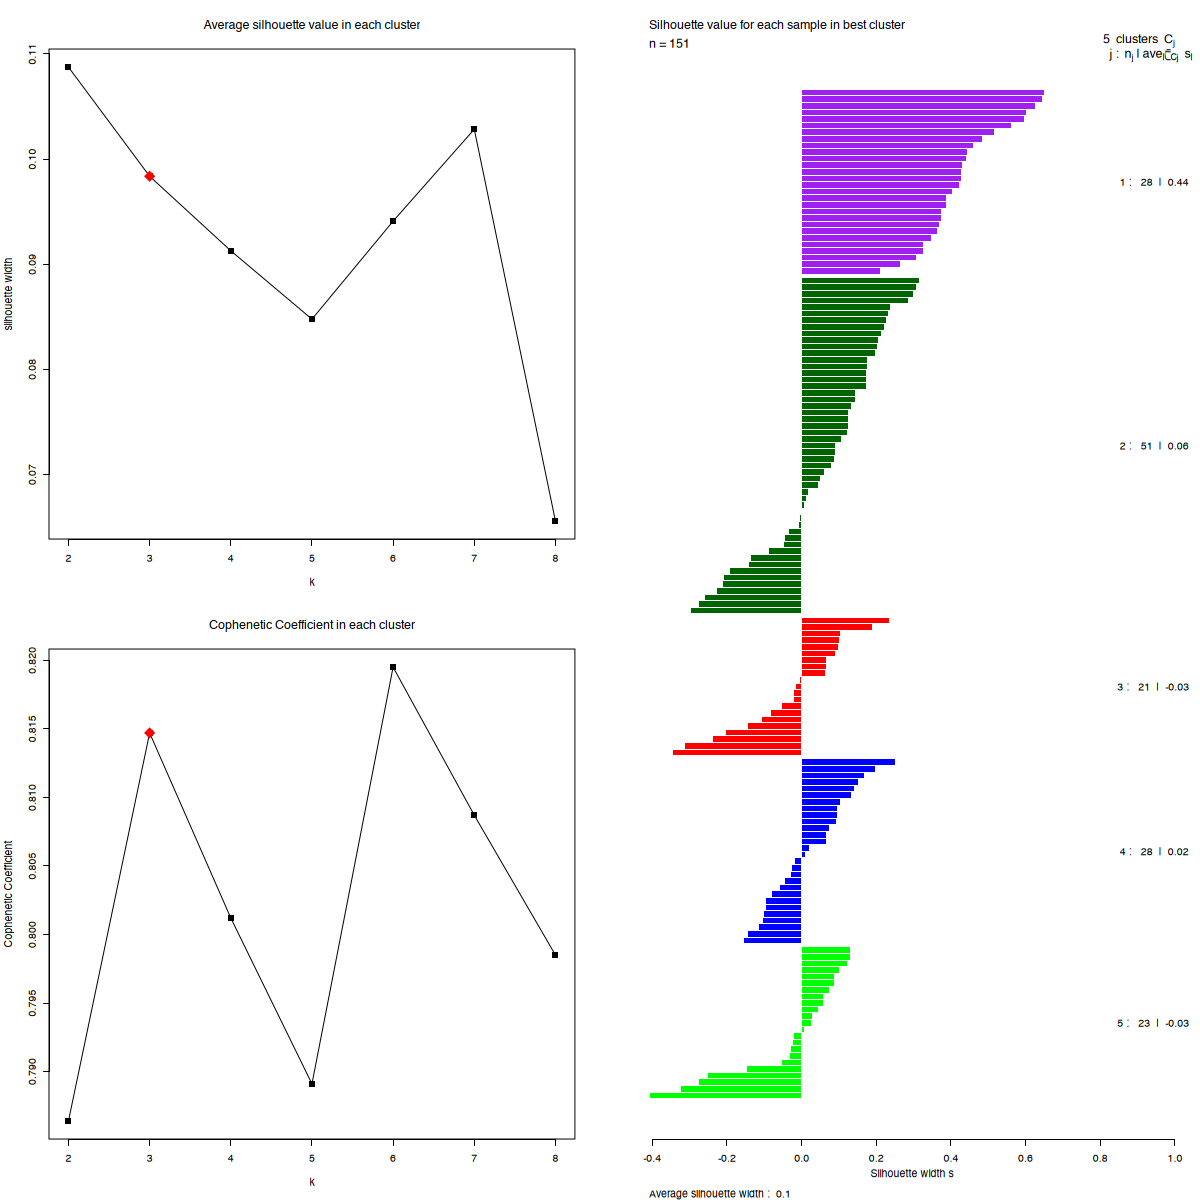 Average silhouette value in each cluster
0.11
0.10
0.09
0.08
0.07
silhouette width
2 3 4 5 6 7 8
k
Cophenetic Coefficient in each cluster
0.820
0.815
0.810
0.805
0.800
0.795
0.790
Cophenetic Coefficient
2 3 4 5 6 7 8
k
Silhouette value for each sample in best cluster
n = 151
5 clusters Cj
j : nj | avei∈Cj si
1 : 28 | 0.44
2 : 51 | 0.06
3 : 21 | -0.03
4 : 28 | 0.02
5 : 23 | -0.03
-0.4 -0.2 0.0 0.2 0.4 0.6 0.8 1.0
Silhouette width s
Average silhouette width : 0.1